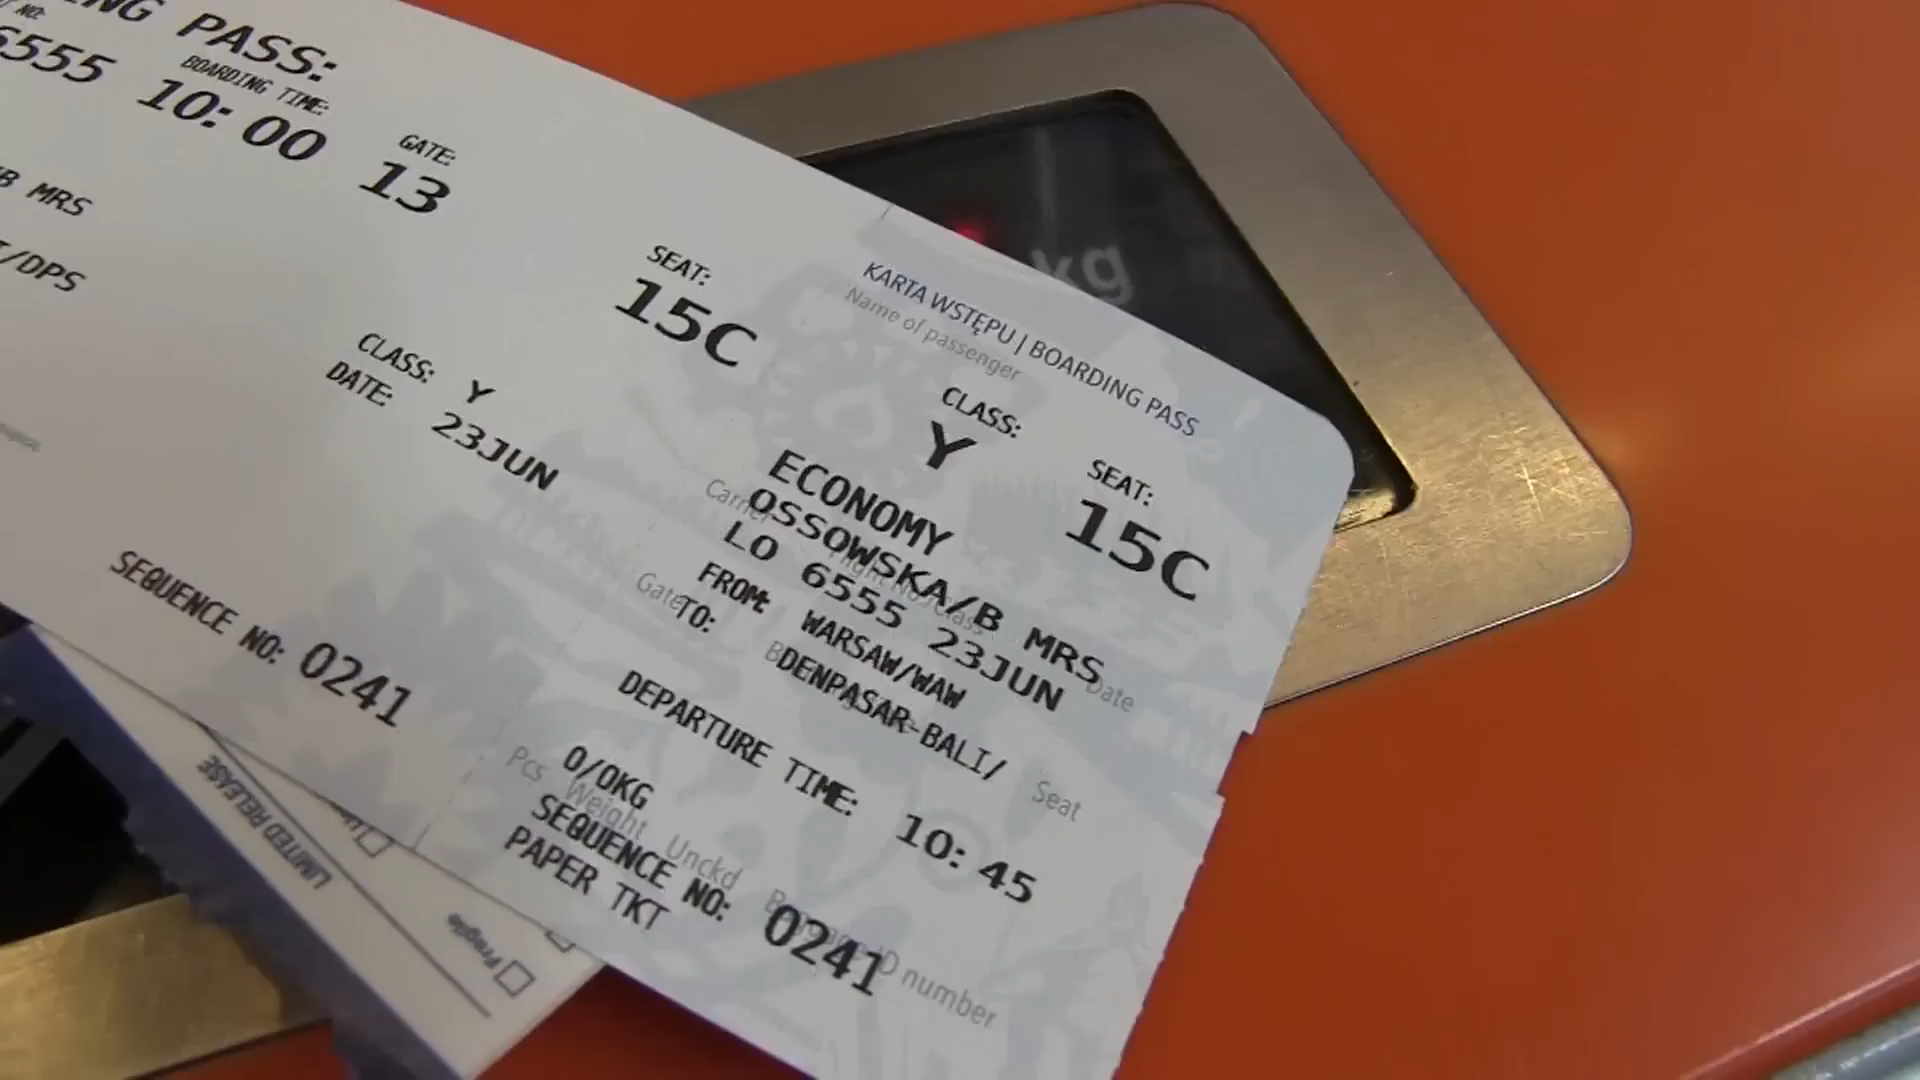 NG PASS:
NO:
6555
BOARDING TIME:
10:00
GATE:
13
B MRS
I/DPS
SEAT:
15C
CLASS: Y
DATE: 23JUN
SEQUENCE NO: 0241
KARTA WSTĘPU | BOARDING PASS
Name of passenger
CLASS:
Y
SEAT:
15C
ECONOMY
Carrier
OSSOWSKA/B MRS
LO 6555 23JUN
Date
FROM: WARSAW/WAW
Gate
TO: DENPASAR-BALI/
Seat
DEPARTURE TIME: 10:45
0/0KG
Pcs Weight Unckd Baggage ID number
SEQUENCE NO: 0241
PAPER TKT
kg
LIMITED RELEASE
Fragile